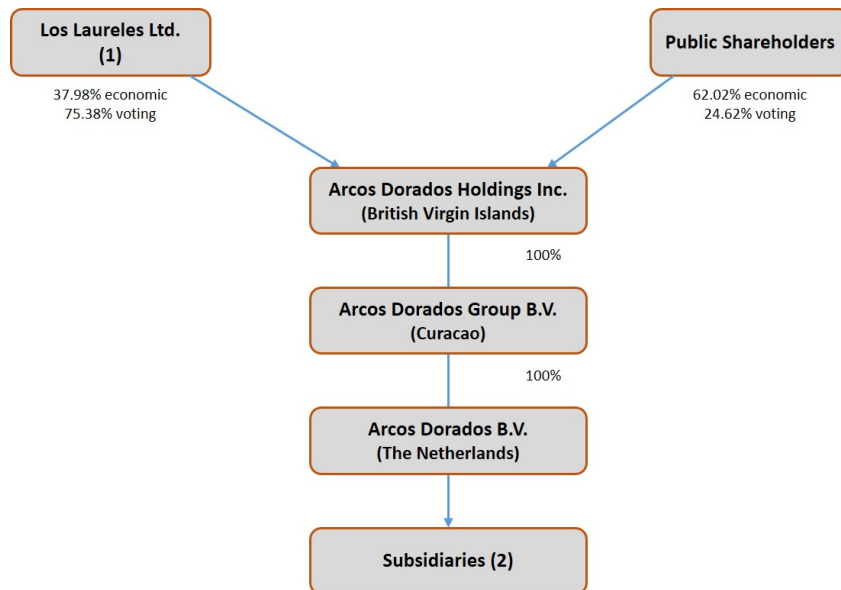 Los Laureles Ltd.
(1)
Public Shareholders
37.98% economic
75.38% voting
62.02% economic
24.62% voting
Arcos Dorados Holdings Inc.
(British Virgin Islands)
100%
Arcos Dorados Group B.V.
(Curacao)
100%
Arcos Dorados B.V.
(The Netherlands)
Subsidiaries (2)